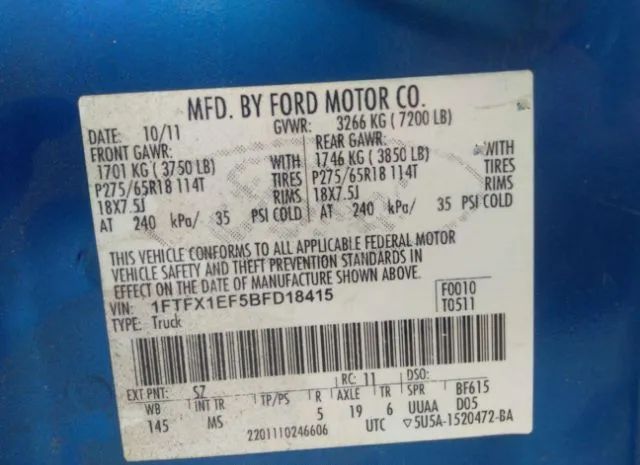 MFD. BY FORD MOTOR CO.
DATE: 10/11 GVWR: 3266 KG ( 7200 LB)
FRONT GAWR: REAR GAWR:
1701 KG ( 3750 LB) WITH 1746 KG ( 3850 LB) WITH
P275/65R18 114T TIRES P275/65R18 114T TIRES
18X7.5J RIMS 18X7.5J RIMS
AT 240 kPa/ 35 PSI COLD AT 240 kPa/ 35 PSI COLD
THIS VEHICLE CONFORMS TO ALL APPLICABLE FEDERAL MOTOR
VEHICLE SAFETY AND THEFT PREVENTION STANDARDS IN
EFFECT ON THE DATE OF MANUFACTURE SHOWN ABOVE.
VIN: 1FTFX1EF5BFD18415 F0010
TYPE: Truck T0511
EXT PNT: SZ RC: 11 DSO:
WB INT TR TP/PS R AXLE TR SPR BF615
145 MS 5 19 6 UUAA D05
2201110246606 UTC ▽5U5A-1520472-BA